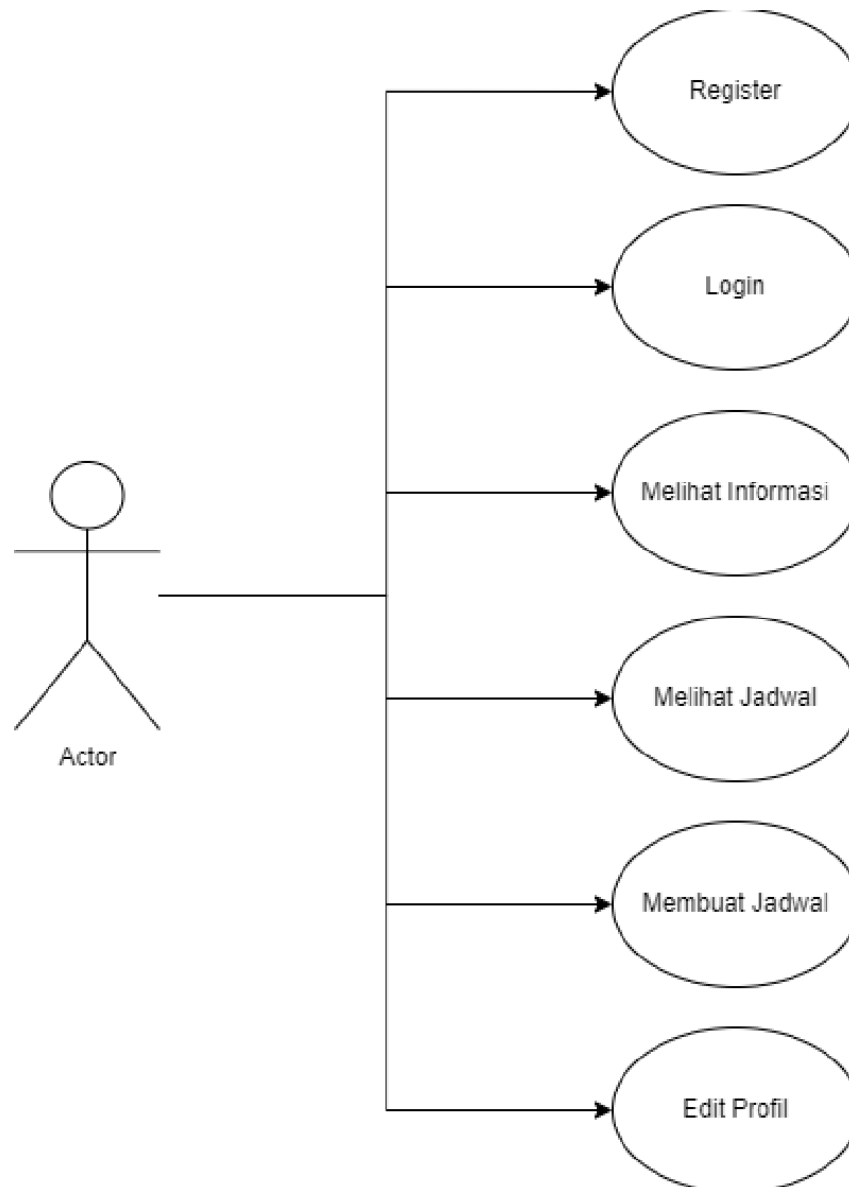 Register
Login
Melihat Informasi
Melihat Jadwal
Actor
Membuat Jadwal
Edit Profil